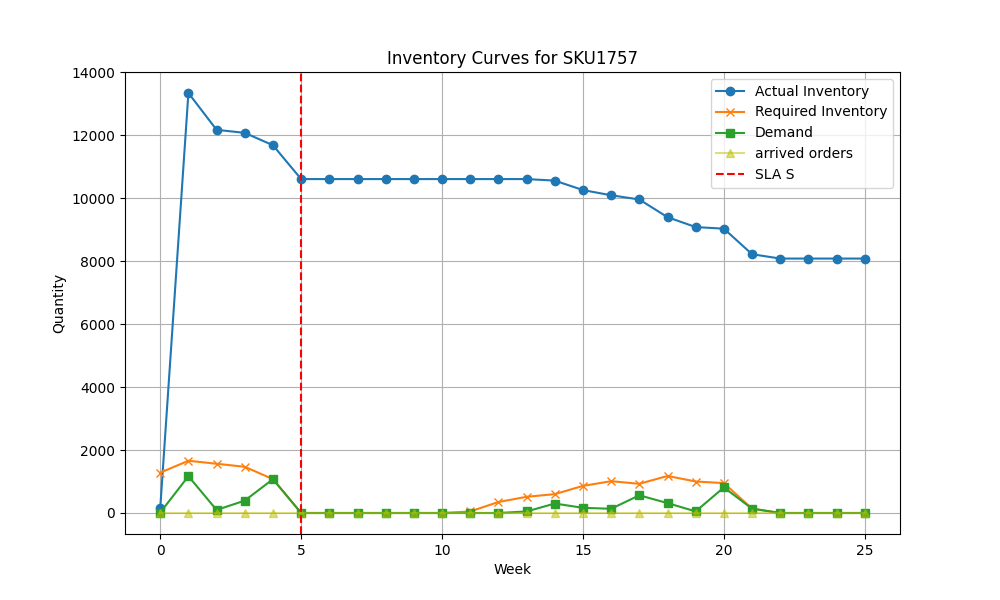 Inventory Curves for SKU1757
14000
12000
10000
8000
6000
4000
2000
0
Quantity
0 5 10 15 20 25
Week
Actual Inventory
Required Inventory
Demand
arrived orders
SLA S